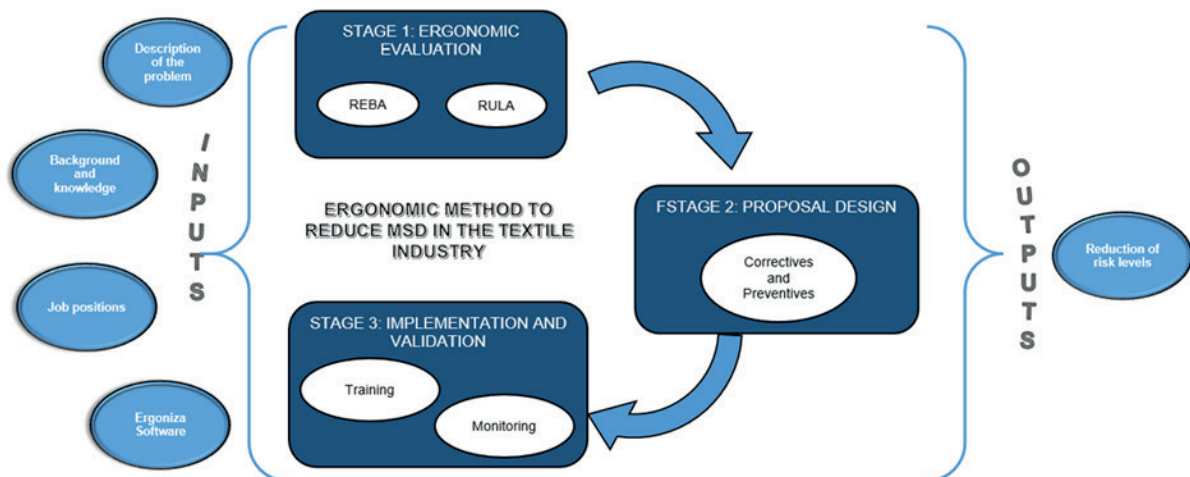 Description
of the
problem
Background
and
knowledge
Job positions
Ergoniza
Software
INPUTS
STAGE 1: ERGONOMIC
EVALUATION
REBA
RULA
ERGONOMIC METHOD TO
REDUCE MSD IN THE TEXTILE
INDUSTRY
FSTAGE 2: PROPOSAL DESIGN
Correctives
and
Preventives
STAGE 3: IMPLEMENTATION AND
VALIDATION
Training
Monitoring
OUTPUTS
Reduction of
risk levels